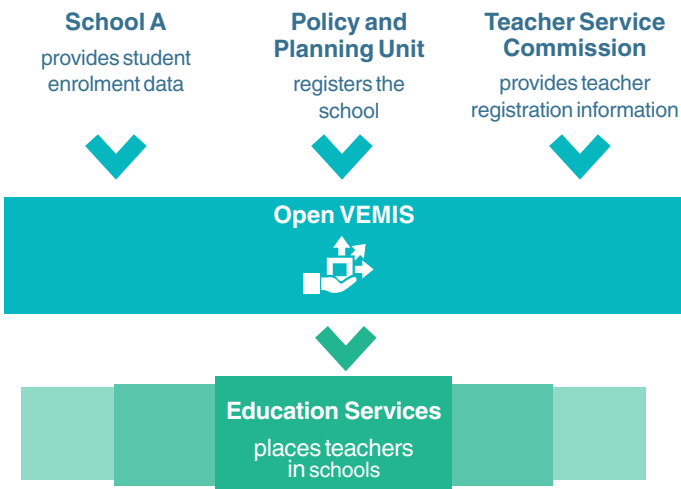 School A
provides student
enrolment data
Policy and
Planning Unit
registers the
school
Teacher Service
Commission
provides teacher
registration information
Open VEMIS
Education Services
places teachers
in schools